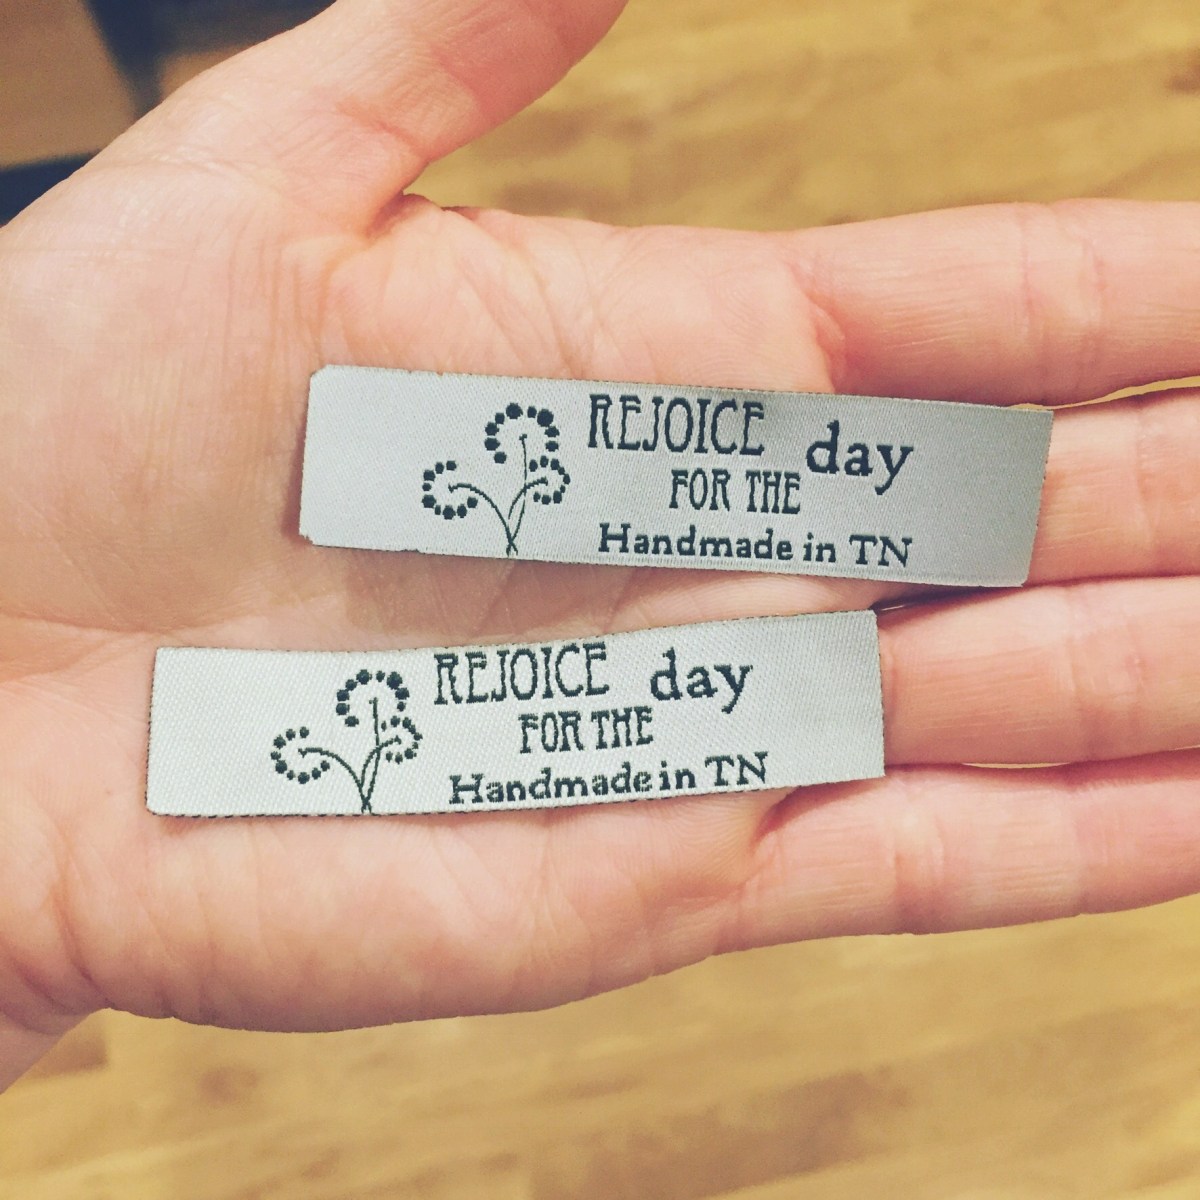 REJOICE
FOR THE day
Handmade in TN
REJOICE
FOR THE day
Handmade in TN